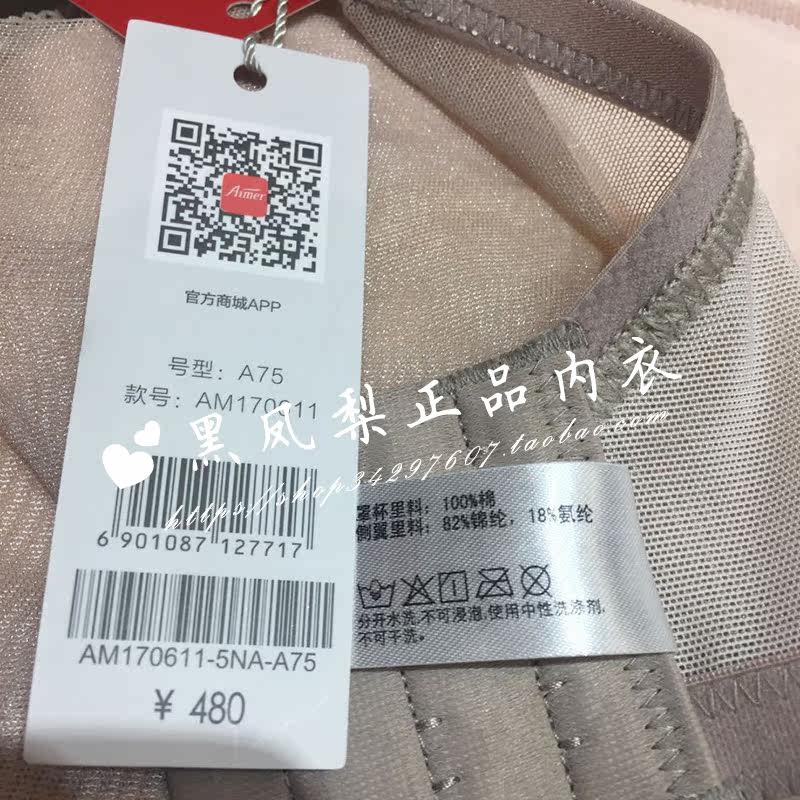 Aimer
官方商城APP
号型: A75
款号: AM170611
黑凤梨正品内衣
https://shop34297607.taobao.com
6 901087 127717
AM170611-5NA-A75
¥ 480
罩杯里料: 100%棉
侧翼里料: 82%锦纶, 18%氨纶
分开水洗,不可浸泡,使用中性洗涤剂,
不可干洗。